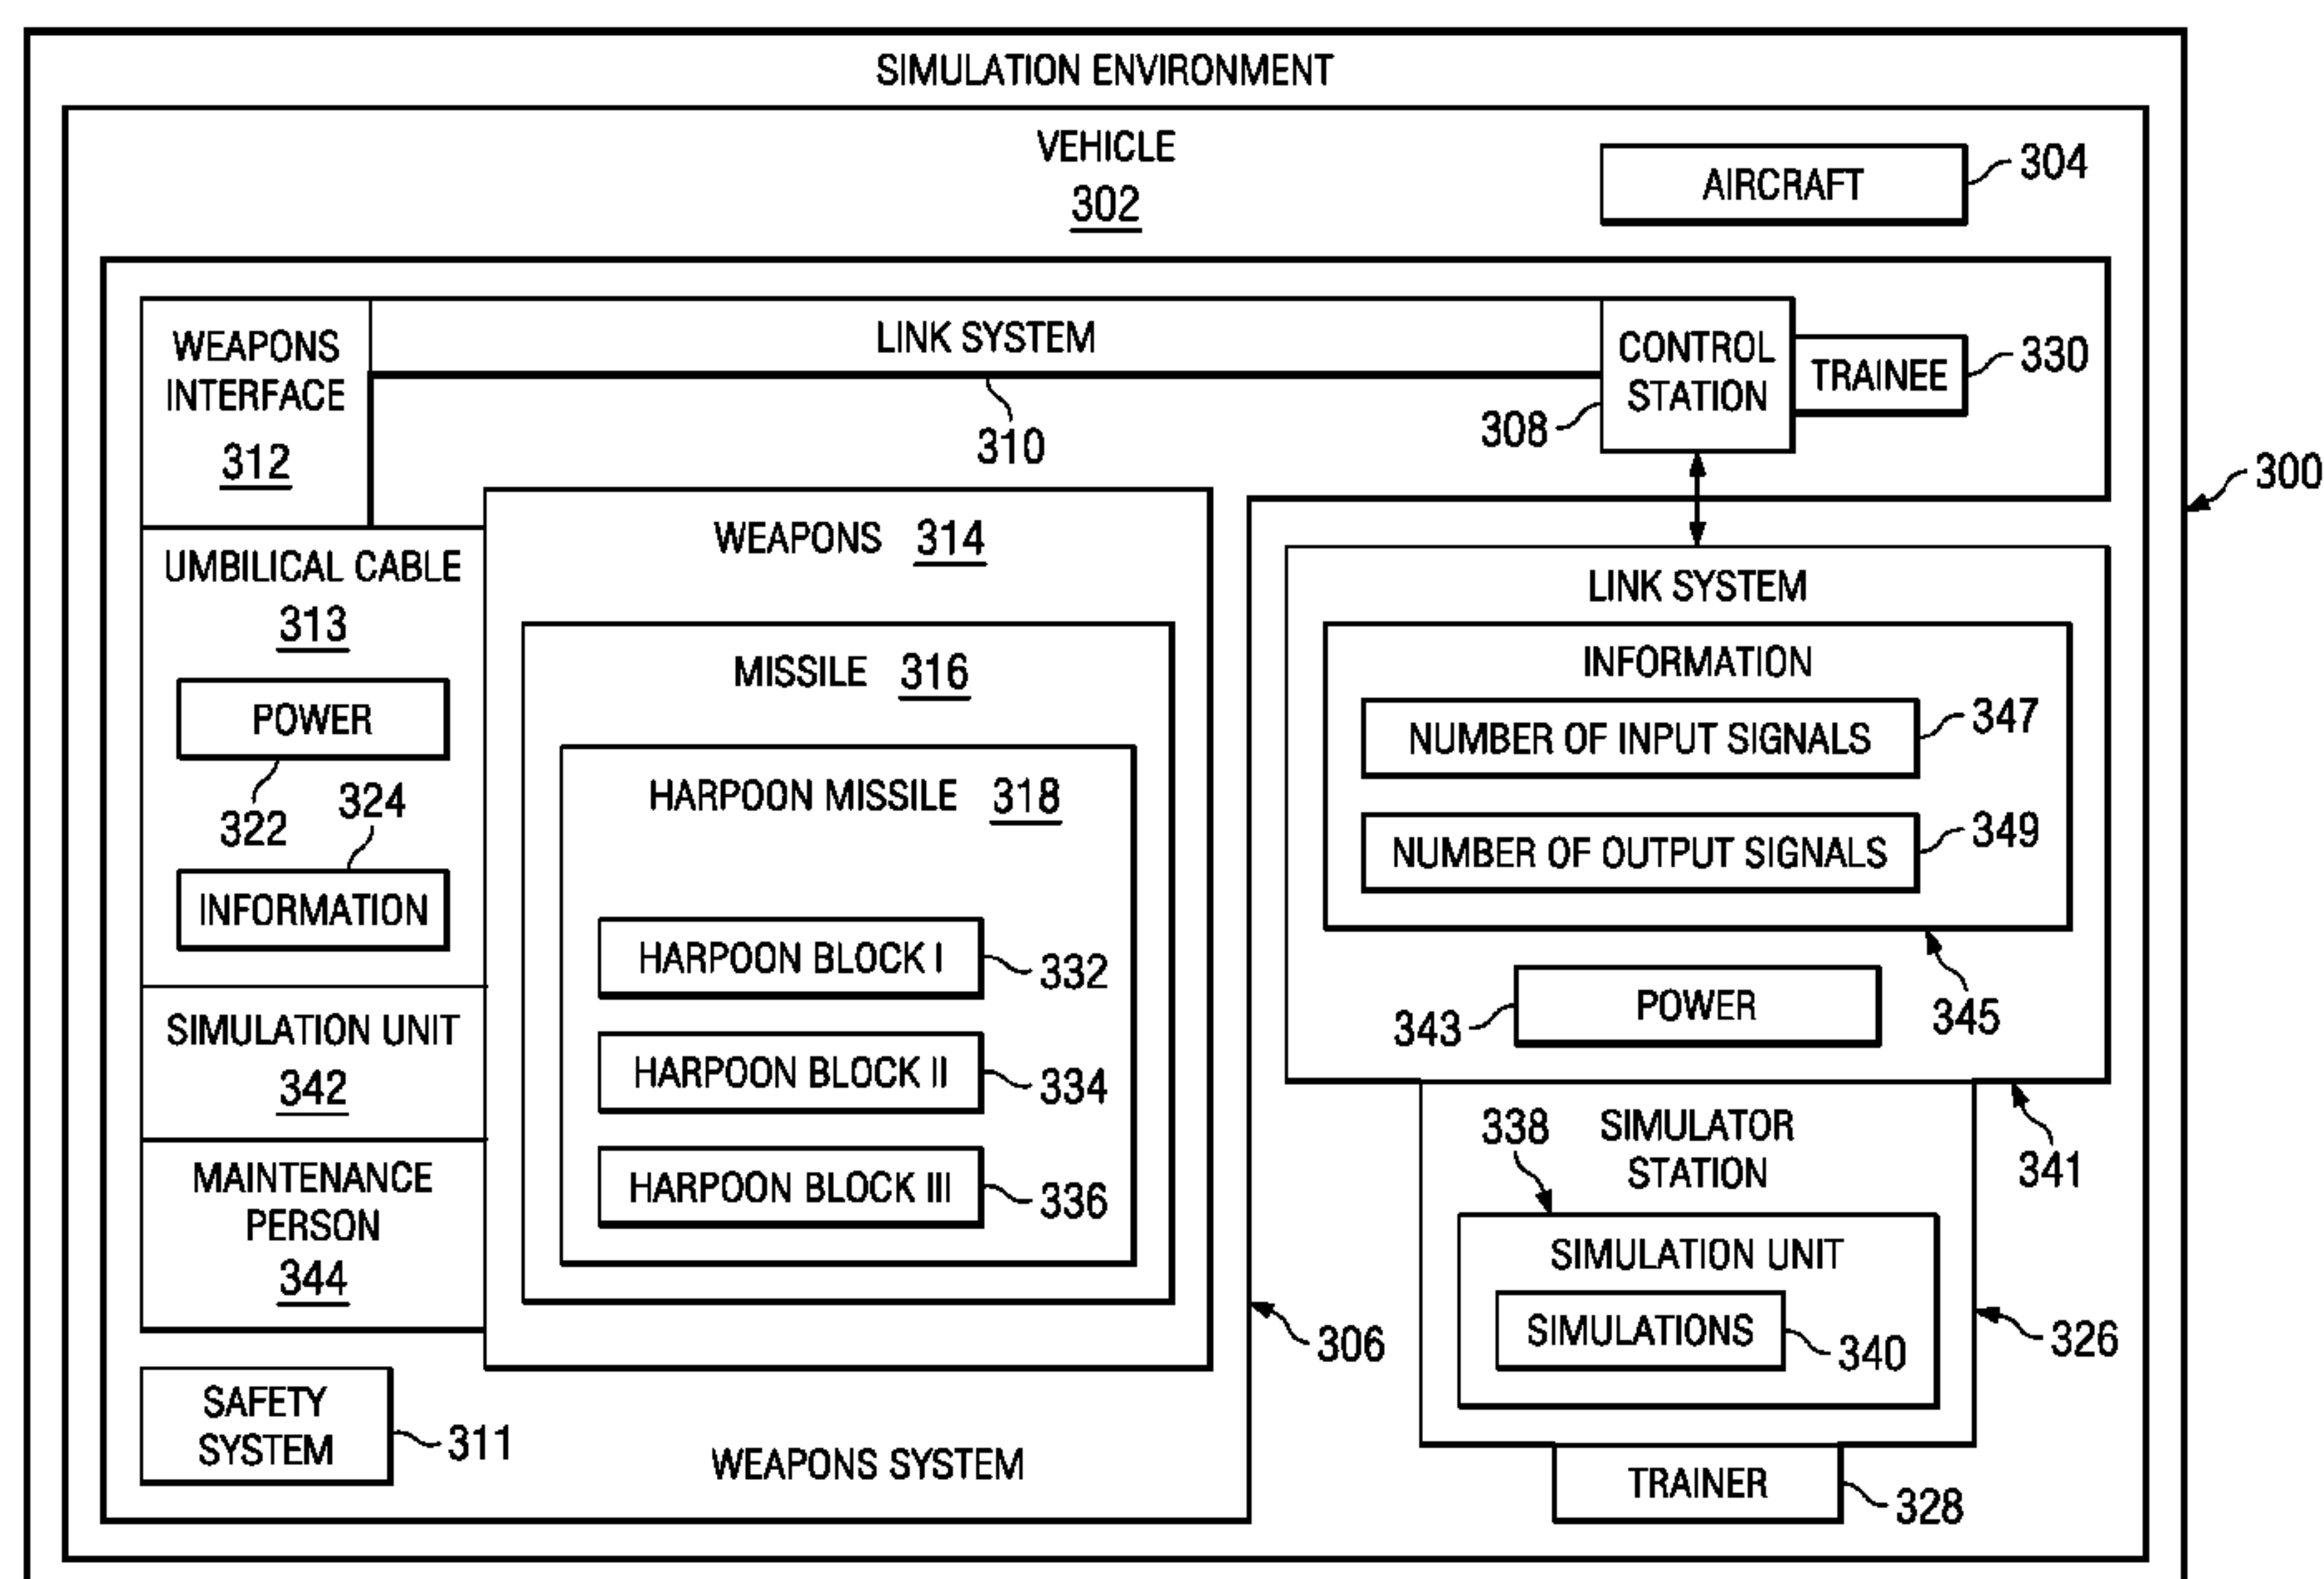 SIMULATION ENVIRONMENT
VEHICLE
302
AIRCRAFT
304
WEAPONS
INTERFACE
312
LINK SYSTEM
310
CONTROL
STATION
308
TRAINEE
330
300
UMBILICAL CABLE
313
POWER
322
324
INFORMATION
SIMULATION UNIT
342
MAINTENANCE
PERSON
344
SAFETY
SYSTEM
311
WEAPONS 314
MISSILE 316
HARPOON MISSILE 318
HARPOON BLOCK I
332
HARPOON BLOCK II
334
HARPOON BLOCK III
336
WEAPONS SYSTEM
306
LINK SYSTEM
INFORMATION
NUMBER OF INPUT SIGNALS
347
NUMBER OF OUTPUT SIGNALS
349
345
343
POWER
341
338
SIMULATOR
STATION
SIMULATION UNIT
SIMULATIONS
340
326
TRAINER
328